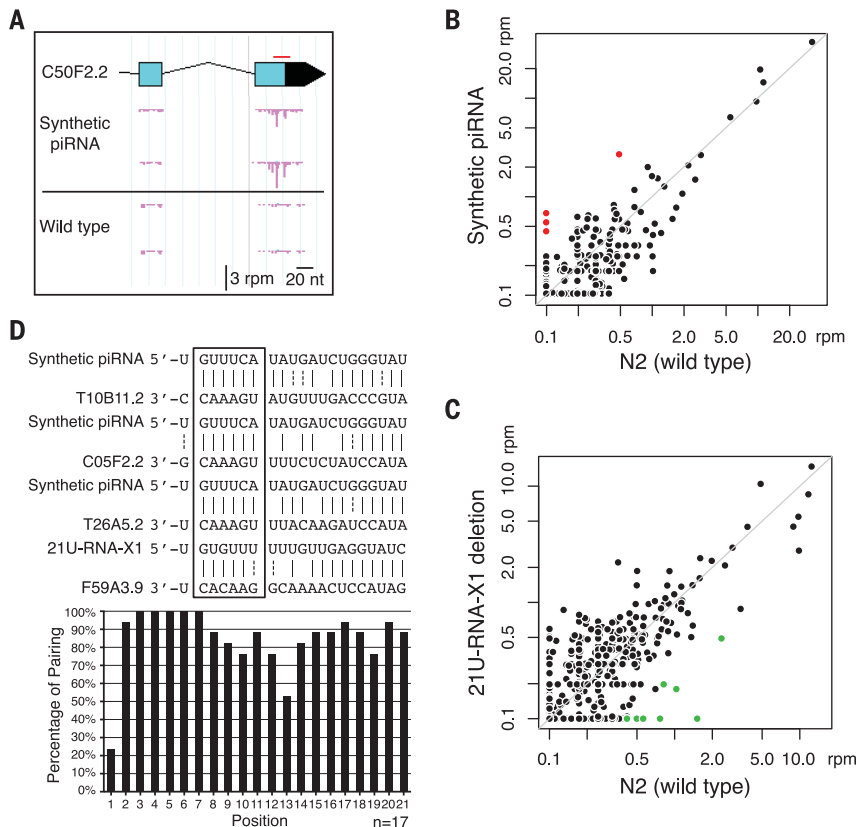 A
C50F2.2
Synthetic
piRNA
Wild type
3 rpm
20 nt
B
Synthetic piRNA
0.1 0.5 2.0 5.0 20.0 rpm
0.1 0.5 2.0 5.0 20.0 rpm
N2 (wild type)
C
21U-RNA-X1 deletion
0.1 0.5 2.0 5.0 10.0 rpm
0.1 0.5 2.0 5.0 10.0 rpm
N2 (wild type)
D
Synthetic piRNA 5′-U GUUUCA UAUGAUCUGGGUAU
T10B11.2 3′-C CAAAGU AUGUUUGACCCGUA
Synthetic piRNA 5′-U GUUUCA UAUGAUCUGGGUAU
C05F2.2 3′-G CAAAGU UUUCUCUAUCCAUA
Synthetic piRNA 5′-U GUUUCA UAUGAUCUGGGUAU
T26A5.2 3′-U CAAAGU UUACAAGAUCCAUA
21U-RNA-X1 5′-U GUGUUU UUUGUUGAGGUAUC
F59A3.9 3′-U CACAAG GCAAAACUCCAUAG
Percentage of Pairing
100%
90%
80%
70%
60%
50%
40%
30%
20%
10%
0%
1 2 3 4 5 6 7 8 9 10 11 12 13 14 15 16 17 18 19 20 21
Position
n=17